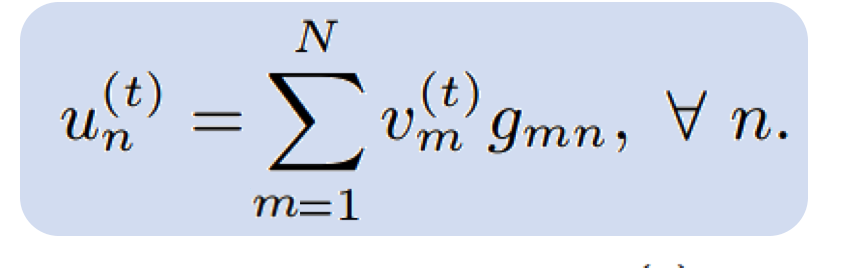 u_n^{(t)} = \sum_{m=1}^{N} v_m^{(t)} g_{mn}, \forall n.